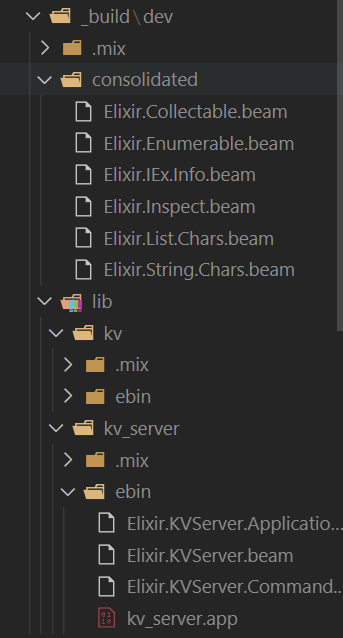 _build\dev
.mix
consolidated
Elixir.Collectable.beam
Elixir.Enumerable.beam
Elixir.IEx.Info.beam
Elixir.Inspect.beam
Elixir.List.Chars.beam
Elixir.String.Chars.beam
lib
kv
.mix
ebin
kv_server
.mix
ebin
Elixir.KVServer.Applicatio...
Elixir.KVServer.beam
Elixir.KVServer.Command...
kv_server.app